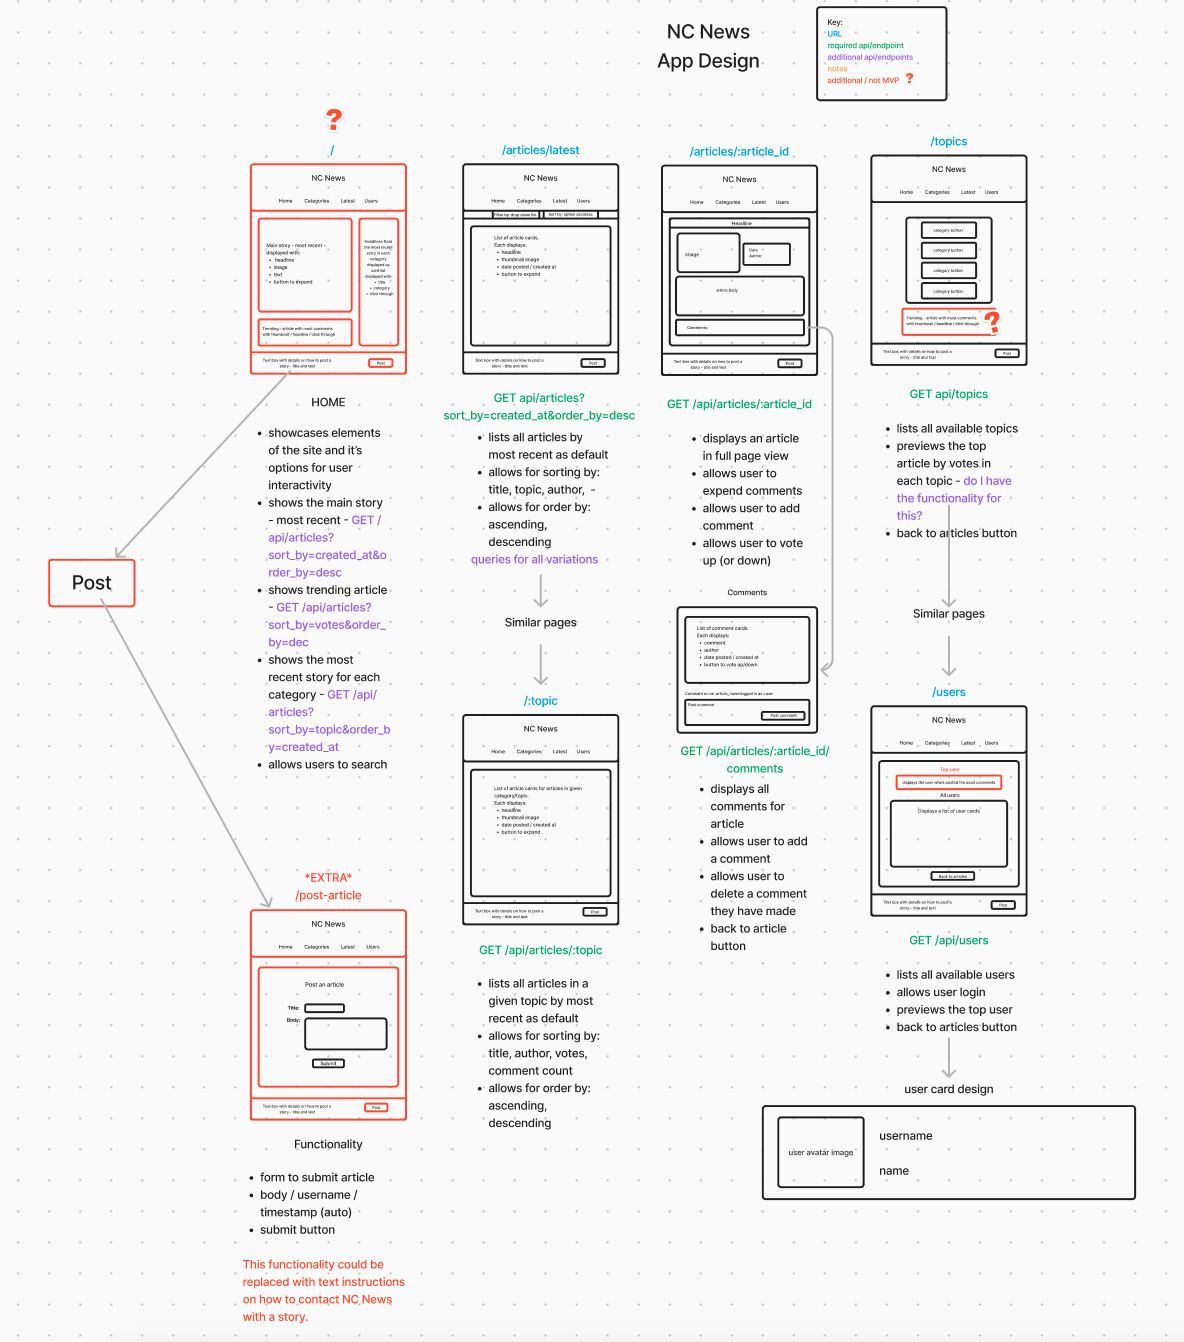 NC News
App Design
Key:
URL
required api/endpoint
additional api/endpoints
notes
additional / not MVP ?
?
/
NC News
Home Categories Latest Users
Main story - most recent -
displayed with:
• headline
• image
• text
• button to expand
Headlines from
the most recent
story in each
category
displayed as
card list
displayed with:
• title
• category
• click through
Trending - article with most comments
with thumbnail / headline / click through
Text box with details on how to post a
story - title and text
Post
HOME
• showcases elements
of the site and it's
options for user
interactivity
• shows the main story
- most recent - GET /
api/articles?
sort_by=created_at&o
rder_by=desc
• shows trending article
- GET /api/articles?
sort_by=votes&order_
by=dec
• shows the most
recent story for each
category - GET /api/
articles?
sort_by=topic&order_b
y=created_at
• allows users to search
Post
*EXTRA*
/post-article
NC News
Home Categories Latest Users
Post an article
Title:
Body:
Submit
Text box with details on how to post a
story - title and text
Post
Functionality
• form to submit article
• body / username /
timestamp (auto)
• submit button
This functionality could be
replaced with text instructions
on how to contact NC News
with a story.
/articles/latest
NC News
Home Categories Latest Users
Filter by: drop down list
Sort by: option asc/desc
List of article cards.
Each displays:
• headline
• thumbnail image
• date posted / created at
• button to expand
Text box with details on how to post a
story - title and text
Post
GET api/articles?
sort_by=created_at&order_by=desc
• lists all articles by
most recent as default
• allows for sorting by:
title, topic, author, -
• allows for order by:
ascending,
descending
queries for all variations
Similar pages
/:topic
NC News
Home Categories Latest Users
List of article cards for articles in given
category/topic.
Each displays:
• headline
• thumbnail image
• date posted / created at
• button to expand
Text box with details on how to post a
story - title and text
Post
GET /api/articles/:topic
• lists all articles in a
given topic by most
recent as default
• allows for sorting by:
title, author, votes,
comment count
• allows for order by:
ascending,
descending
/articles/:article_id
NC News
Home Categories Latest Users
Headline
image
Date
Author
article body
Comments
Text box with details on how to post a
story - title and text
Post
GET /api/articles/:article_id
• displays an article
in full page view
• allows user to
expend comments
• allows user to add
comment
• allows user to vote
up (or down)
Comments
List of comment cards.
Each displays:
• comment
• author
• date posted / created at
• button to vote up/down
Post comment
Post comment
GET /api/articles/:article_id/
comments
• displays all
comments for
article
• allows user to add
a comment
• allows user to
delete a comment
they have made
• back to article
button
/topics
NC News
Home Categories Latest Users
category button
category button
category button
category button
Trending - article with most comments
with thumbnail / headline / click through
?
Text box with details on how to post a
story - title and text
Post
GET api/topics
• lists all available topics
• previews the top
article by votes in
each topic - do I have
the functionality for
this?
• back to articles button
Similar pages
/users
NC News
Home Categories Latest Users
Top user
displays the user who's posted the most comments
All users
Displays a list of user cards
Back to articles
Text box with details on how to post a
story - title and text
Post
GET /api/users
• lists all available users
• allows user login
• previews the top user
• back to articles button
user card design
user avatar image
username
name